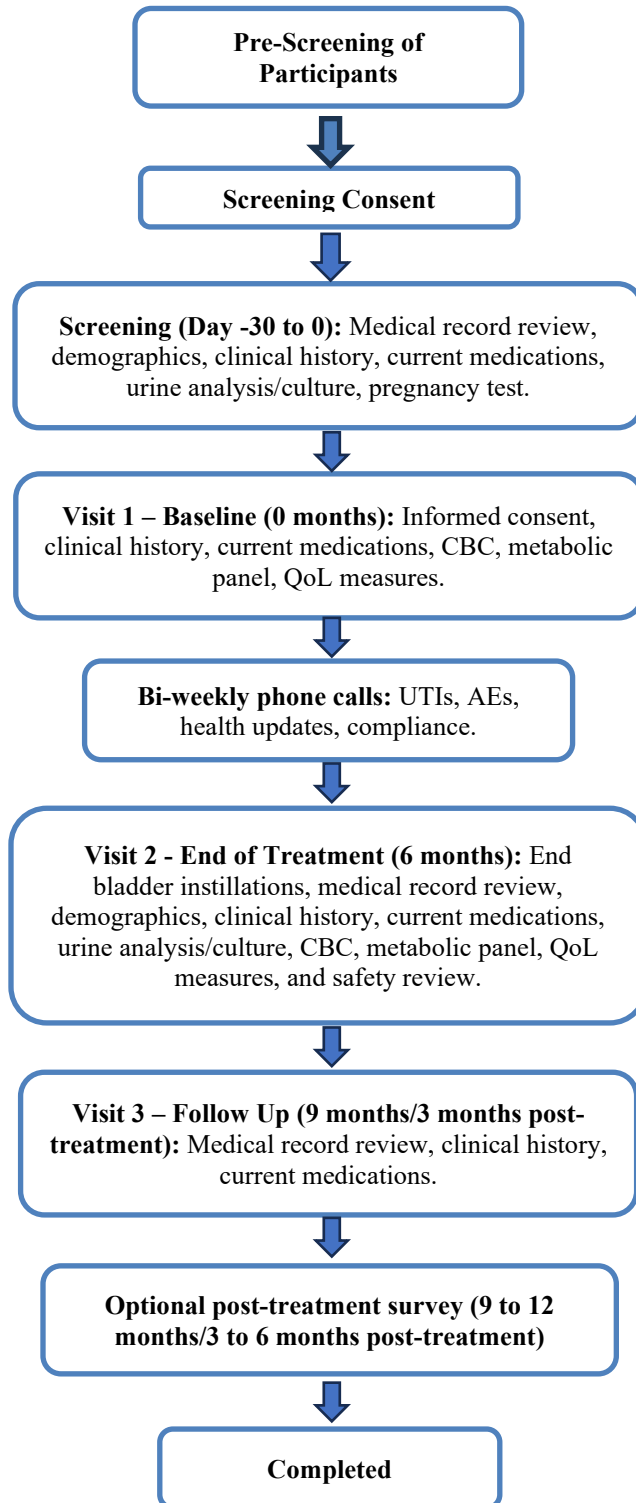 Pre-Screening of
Participants
Screening Consent
Screening (Day -30 to 0): Medical record review,
demographics, clinical history, current medications,
urine analysis/culture, pregnancy test.
Visit 1 – Baseline (0 months): Informed consent,
clinical history, current medications, CBC, metabolic
panel, QoL measures.
Bi-weekly phone calls: UTIs, AEs,
health updates, compliance.
Visit 2 - End of Treatment (6 months): End
bladder instillations, medical record review,
demographics, clinical history, current medications,
urine analysis/culture, CBC, metabolic panel, QoL
measures, and safety review.
Visit 3 – Follow Up (9 months/3 months post-
treatment): Medical record review, clinical history,
current medications.
Optional post-treatment survey (9 to 12
months/3 to 6 months post-treatment)
Completed